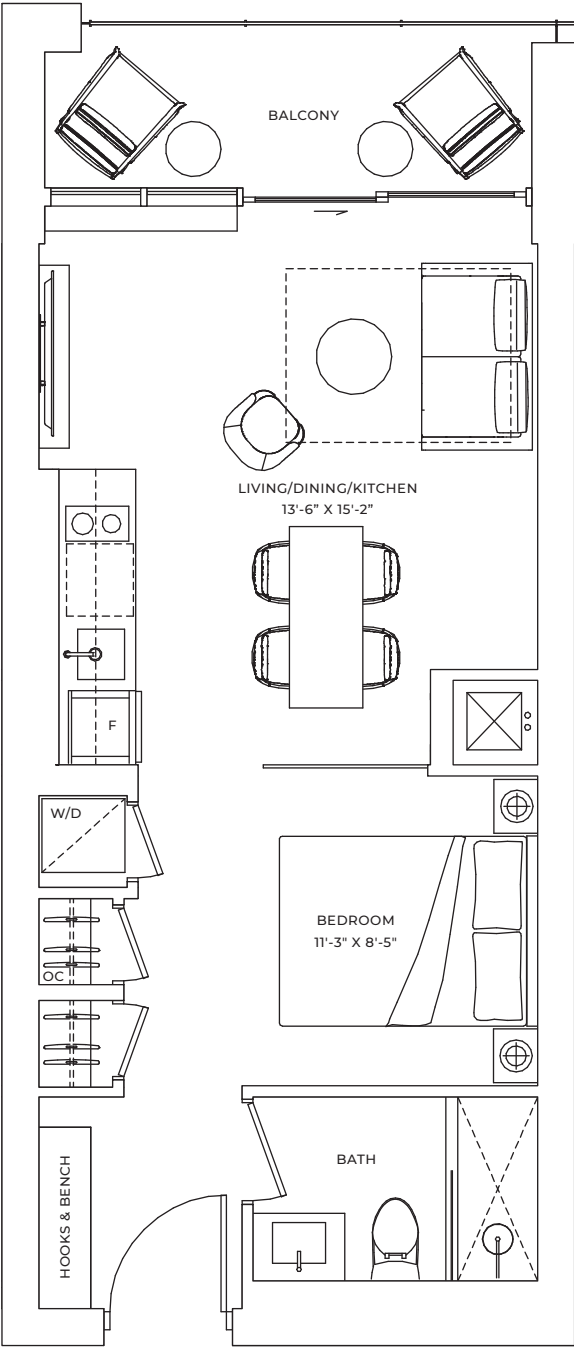 BALCONY
LIVING/DINING/KITCHEN
13'-6” X 15'-2”
F
W/D
BEDROOM
11'-3" X 8'-5"
OC
BATH
HOOKS & BENCH